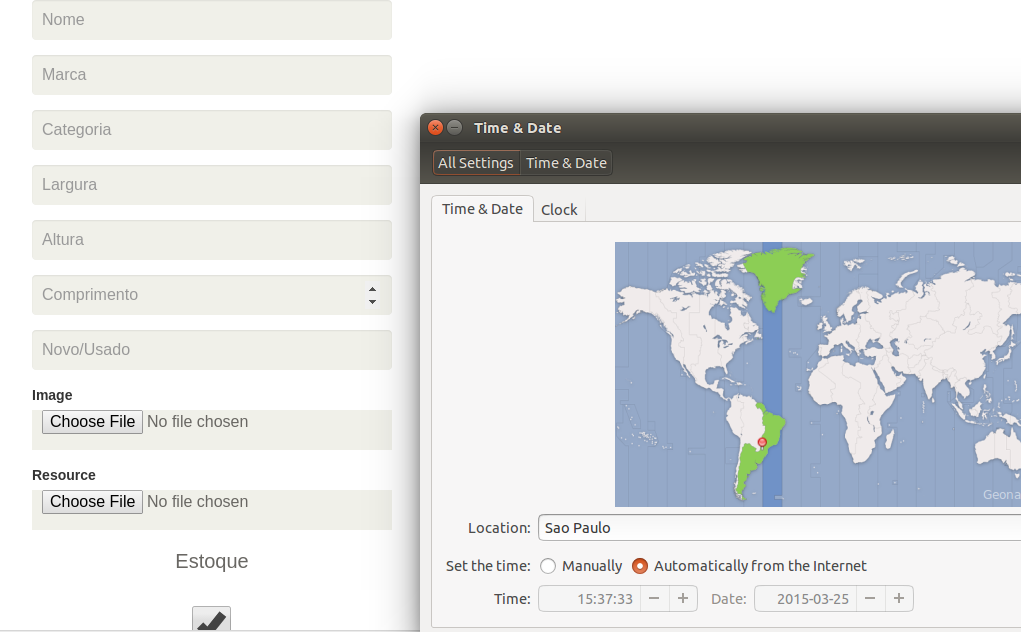 Nome
Marca
Categoria
Largura
Altura
Comprimento
Novo/Usado
Image
Choose File No file chosen
Resource
Choose File No file chosen
Estoque
Time & Date
All Settings Time & Date
Time & Date Clock
Geona
Location: Sao Paulo
Set the time: Manually Automatically from the Internet
Time: 15:37:33 − + Date: 2015-03-25 − +